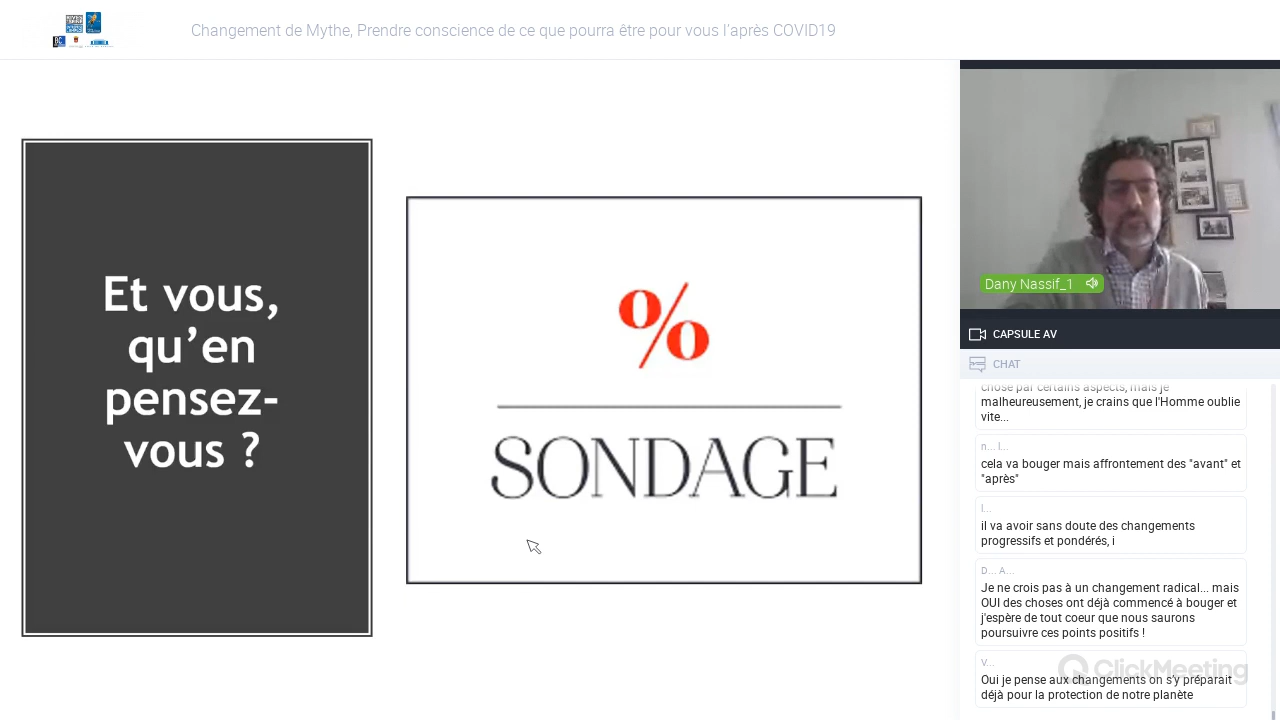 Changement de Mythe, Prendre conscience de ce que pourra être pour vous l'après COVID19
Et vous,
qu'en
pensez-
vous ?
%
SONDAGE
Dany Nassif_1
CAPSULE AV
CHAT
chose par certains aspects, mais je
malheureusement, je crains que l'Homme oublie
vite...
n... l...
cela va bouger mais affrontement des "avant" et
"après"
I...
il va avoir sans doute des changements
progressifs et pondérés, i
D... A...
Je ne crois pas à un changement radical... mais
OUI des choses ont déjà commencé à bouger et
j'espère de tout coeur que nous saurons
poursuivre ces points positifs !
V...
Oui je pense aux changements on s'y préparait
déjà pour la protection de notre planète
ClickMeeting